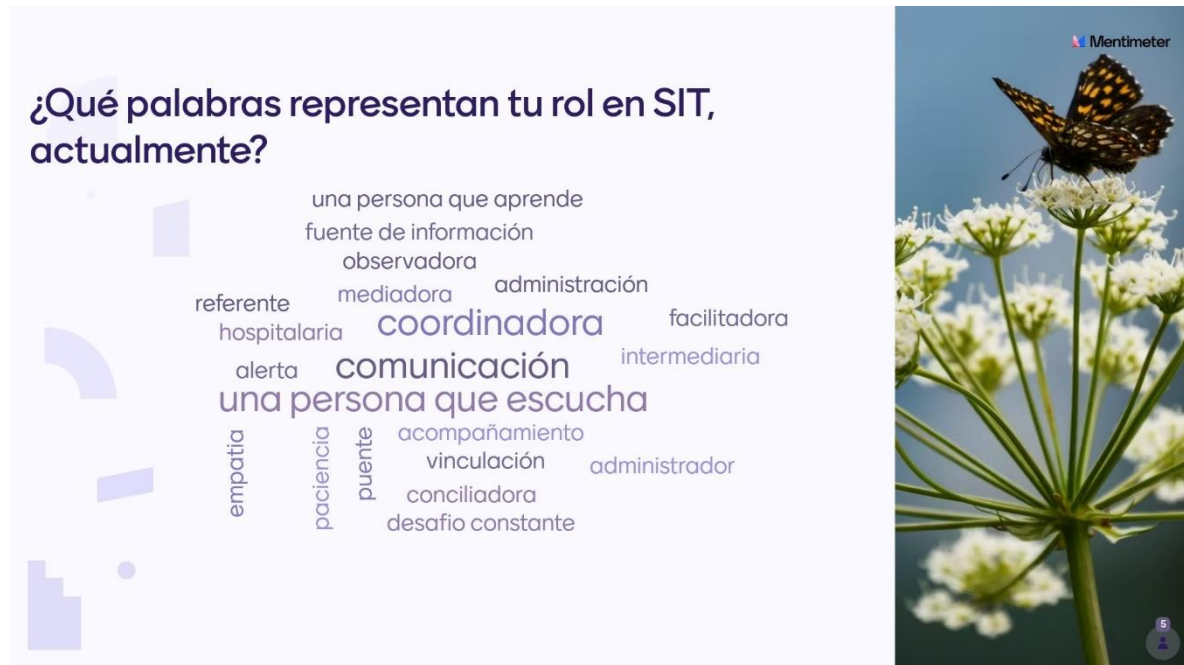 Mentimeter
¿Qué palabras representan tu rol en SIT,
actualmente?
una persona que aprende
fuente de información
observadora
administración
mediadora
referente
coordinadora
facilitadora
hospitalaria
intermediaria
comunicación
alerta
una persona que escucha
empatia
paciencia
puente
acompañamiento
vinculación
administrador
conciliadora
desafio constante
5